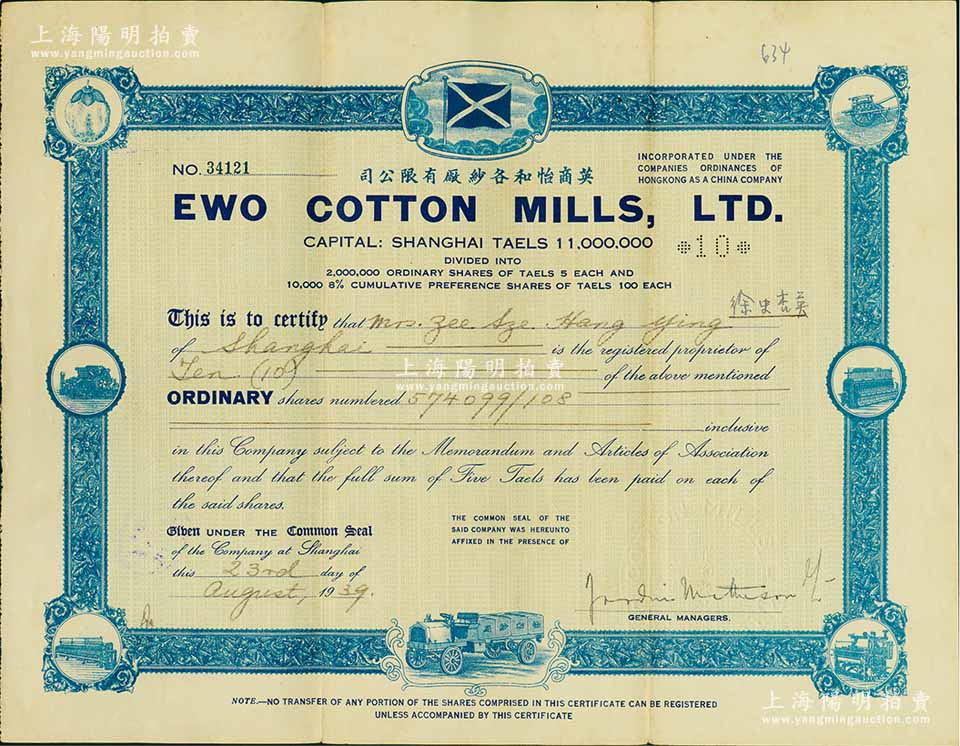 上海陽明拍賣
www.yangmingauction.com
634
NO. 34121
司公限有廠紗各和怡商英
INCORPORATED UNDER THE
COMPANIES ORDINANCES OF
HONGKONG AS A CHINA COMPANY
EWO COTTON MILLS, LTD.
CAPITAL: SHANGHAI TAELS 11,000,000
*10*
DIVIDED INTO
2,000,000 ORDINARY SHARES OF TAELS 5 EACH AND
10,000 8% CUMULATIVE PREFERENCE SHARES OF TAELS 100 EACH
徐史杏英
This is to certify that Mrs. Zee Sze Hang Ying
of Shanghai is the registered proprietor of
Ten (10) of the above mentioned
上海陽明拍賣
www.yangmingauction.com
ORDINARY shares numbered 574099/108
inclusive
in this Company subject to the Memorandum and Articles of Association
thereof and that the full sum of Five Taels has been paid on each of
the said shares.
Given UNDER THE Common Seal
of the Company at Shanghai
this 23rd day of
August, 1939.
THE COMMON SEAL OF THE
SAID COMPANY WAS HEREUNTO
AFFIXED IN THE PRESENCE OF
Jardine Matheson
GENERAL MANAGERS.
NOTE.—NO TRANSFER OF ANY PORTION OF THE SHARES COMPRISED IN THIS CERTIFICATE CAN BE REGISTERED
UNLESS ACCOMPANIED BY THIS CERTIFICATE
上海陽明拍賣
www.yangmingauction.com